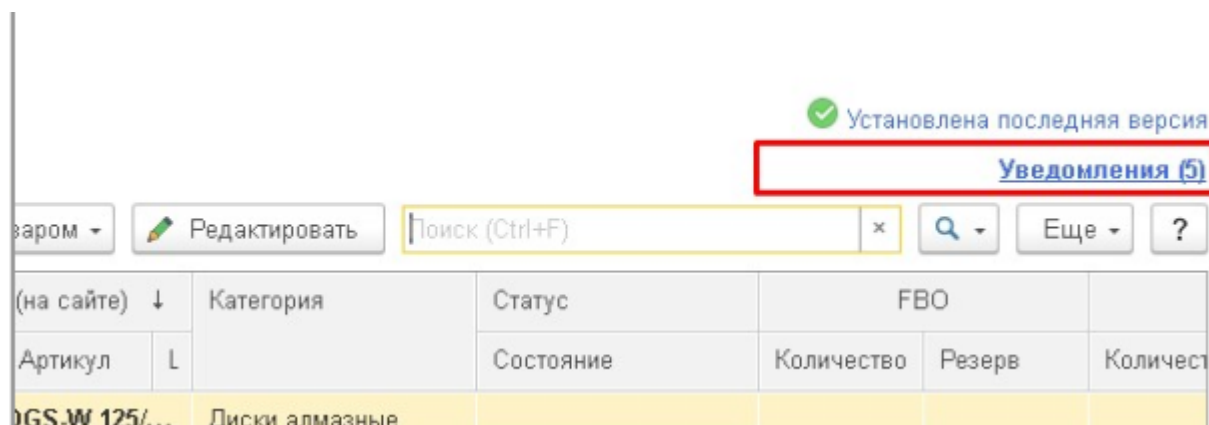 Установлена последняя версия
Уведомления (5)
Редактировать Поиск (Ctrl+F) × Еще ?
(на сайте) ↓ Категория Статус FBO
Артикул L Состояние Количество Резерв
125/... Диски алмазные